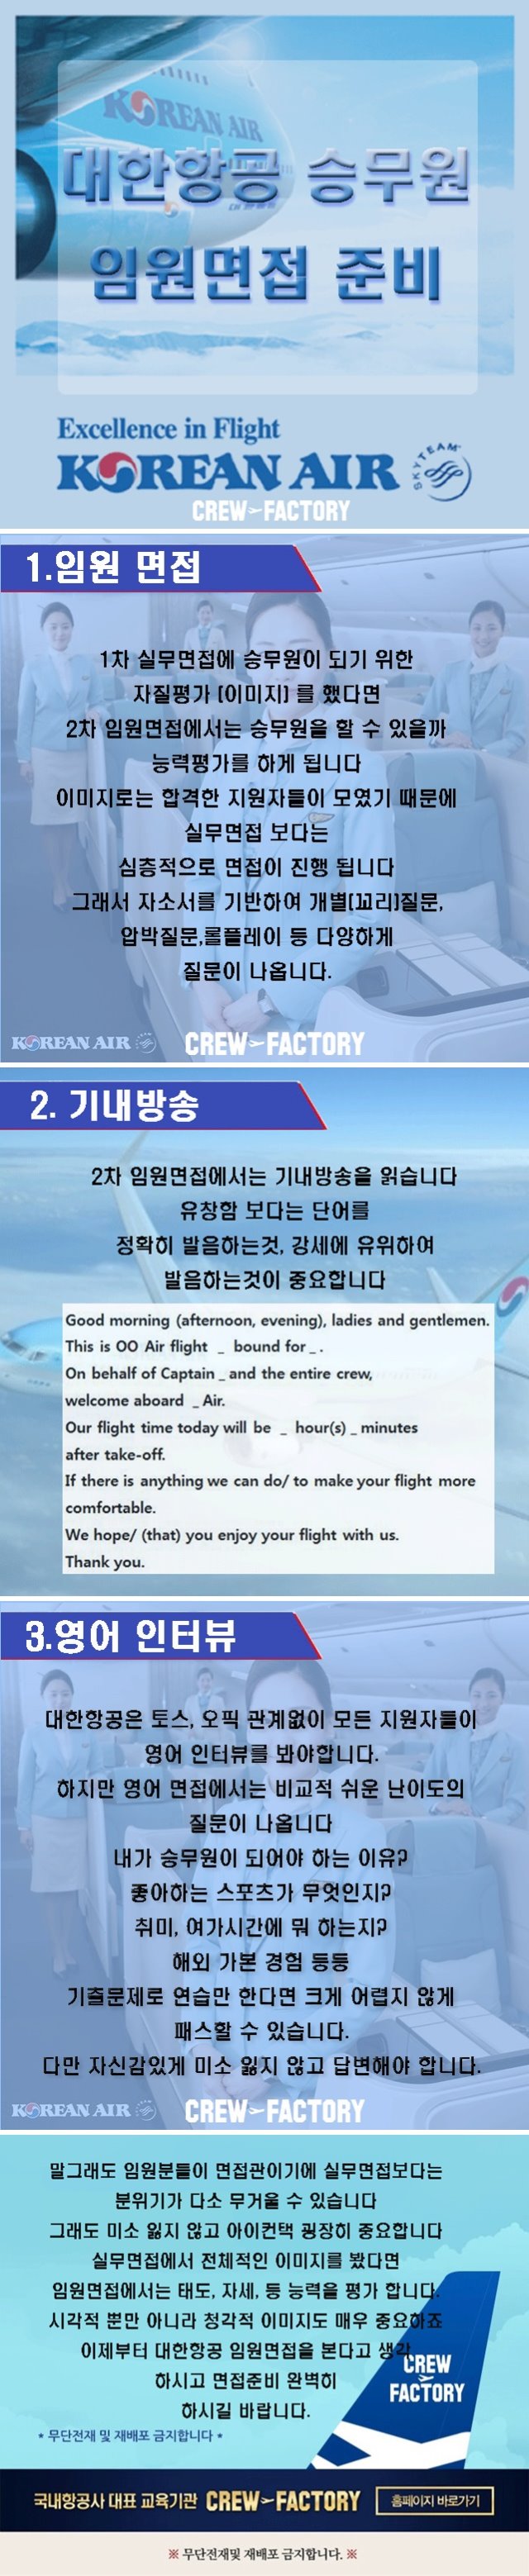 KOREAN AIR
대한항공 승무원
임원면접 준비
Excellence in Flight
KOREAN AIR
SKYTEAM
CREW FACTORY
1.임원 면접
1차 실무면접에 승무원이 되기 위한
자질평가 [이미지] 를 했다면
2차 임원면접에서는 승무원을 할 수 있을까
능력평가를 하게 됩니다
이미지로는 합격한 지원자들이 모였기 때문에
실무면접 보다는
심층적으로 면접이 진행 됩니다
그래서 자소서를 기반하여 개별[꼬리]질문,
압박질문,롤플레이 등 다양하게
질문이 나옵니다.
KOREAN AIR
CREW FACTORY
2. 기내방송
2차 임원면접에서는 기내방송을 읽습니다
유창함 보다는 단어를
정확히 발음하는것, 강세에 유위하여
발음하는것이 중요합니다
Good morning (afternoon, evening), ladies and gentlemen.
This is OO Air flight _ bound for _ .
On behalf of Captain _ and the entire crew,
welcome aboard _ Air.
Our flight time today will be _ hour(s) _ minutes
after take-off.
If there is anything we can do/ to make your flight more
comfortable.
We hope/ (that) you enjoy your flight with us.
Thank you.
3.영어 인터뷰
대한항공은 토스, 오픽 관계없이 모든 지원자들이
영어 인터뷰를 봐야합니다.
하지만 영어 면접에서는 비교적 쉬운 난이도의
질문이 나옵니다
내가 승무원이 되어야 하는 이유?
좋아하는 스포츠가 무엇인지?
취미, 여가시간에 뭐 하는지?
해외 가본 경험 등등
기출문제로 연습만 한다면 크게 어렵지 않게
패스할 수 있습니다.
다만 자신감있게 미소 잃지 않고 답변해야 합니다.
KOREAN AIR
CREW FACTORY
말그래도 임원분들이 면접관이기에 실무면접보다는
분위기가 다소 무거울 수 있습니다
그래도 미소 잃지 않고 아이컨택 굉장히 중요합니다
실무면접에서 전체적인 이미지를 봤다면
임원면접에서는 태도, 자세, 등 능력을 평가 합니다.
시각적 뿐만 아니라 청각적 이미지도 매우 중요하죠
이제부터 대한항공 임원면접을 본다고 생각
하시고 면접준비 완벽히
하시길 바랍니다.
CREW
FACTORY
* 무단전재 및 재배포 금지합니다 *
국내항공사 대표 교육기관 CREW FACTORY 홈페이지 바로가기
※ 무단전재및 재배포 금지합니다. ※